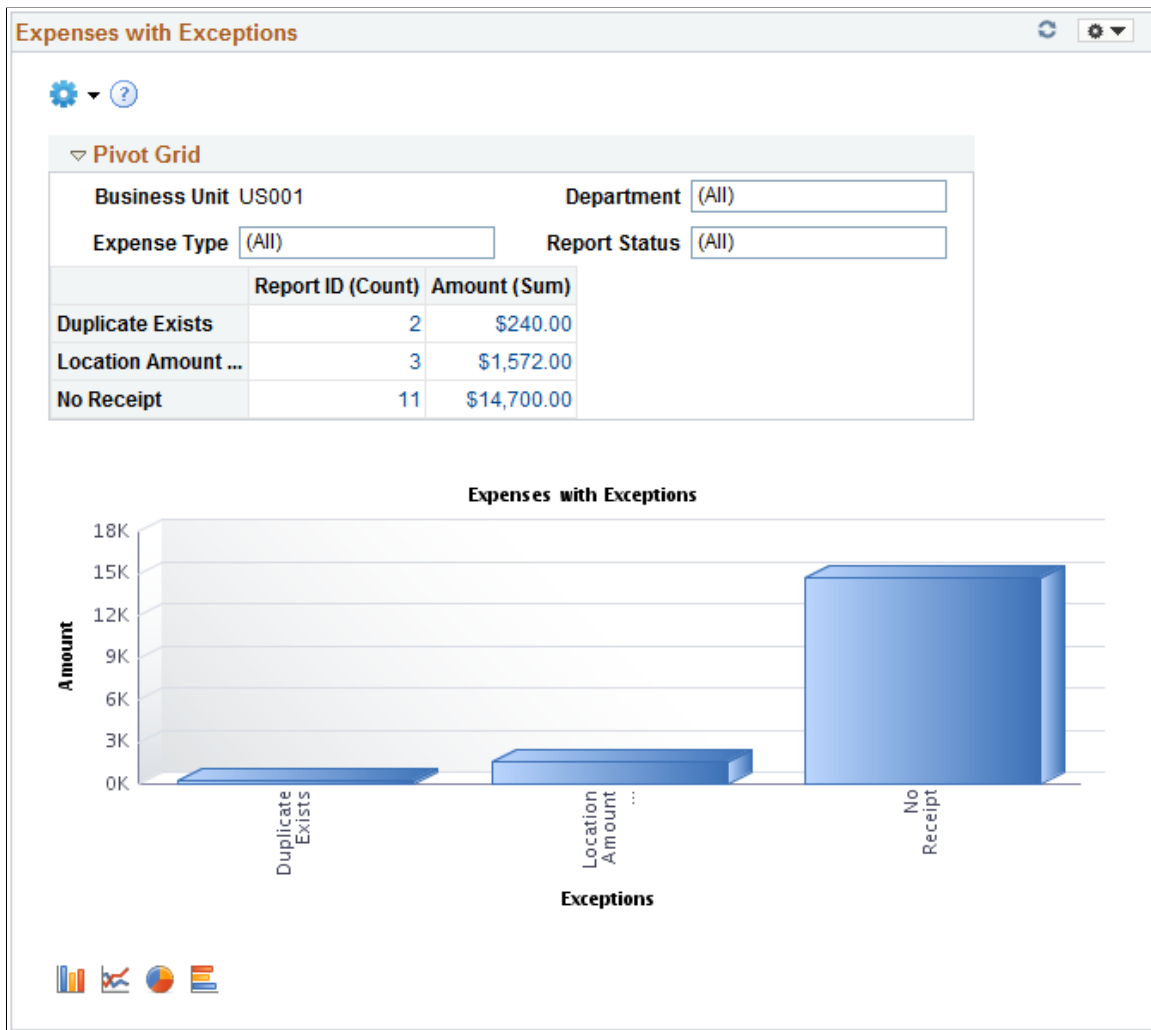 Expenses with Exceptions
?
Pivot Grid
Business Unit US001 Department (All)
Expense Type (All) Report Status (All)
Report ID (Count) Amount (Sum)
Duplicate Exists 2 $240.00
Location Amount ... 3 $1,572.00
No Receipt 11 $14,700.00
Expenses with Exceptions
18K
15K
12K
9K
6K
3K
0K
Amount
Duplicate
Exists
Location
Amount
...
No
Receipt
Exceptions